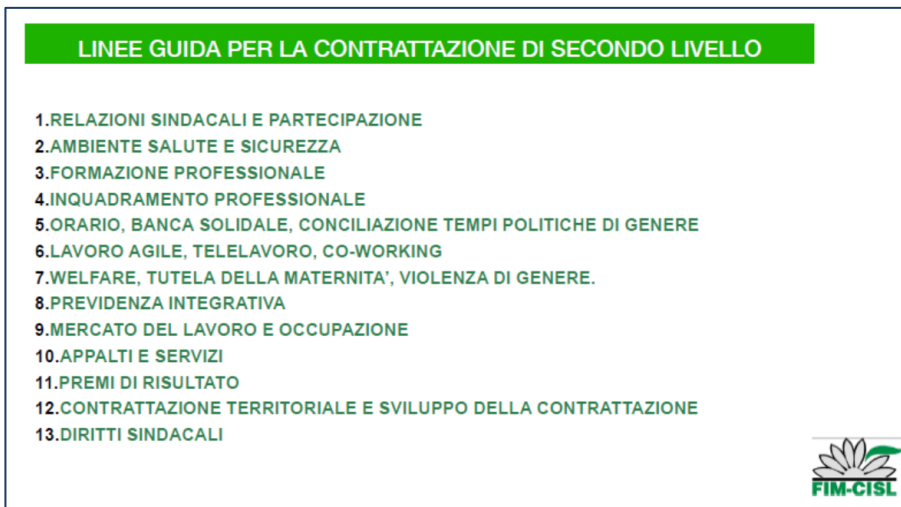 LINEE GUIDA PER LA CONTRATTAZIONE DI SECONDO LIVELLO
1.RELAZIONI SINDACALI E PARTECIPAZIONE
2.AMBIENTE SALUTE E SICUREZZA
3.FORMAZIONE PROFESSIONALE
4.INQUADRAMENTO PROFESSIONALE
5.ORARIO, BANCA SOLIDALE, CONCILIAZIONE TEMPI POLITICHE DI GENERE
6.LAVORO AGILE, TELELAVORO, CO-WORKING
7.WELFARE, TUTELA DELLA MATERNITA’, VIOLENZA DI GENERE.
8.PREVIDENZA INTEGRATIVA
9.MERCATO DEL LAVORO E OCCUPAZIONE
10.APPALTI E SERVIZI
11.PREMI DI RISULTATO
12.CONTRATTAZIONE TERRITORIALE E SVILUPPO DELLA CONTRATTAZIONE
13.DIRITTI SINDACALI
FIM-CISL